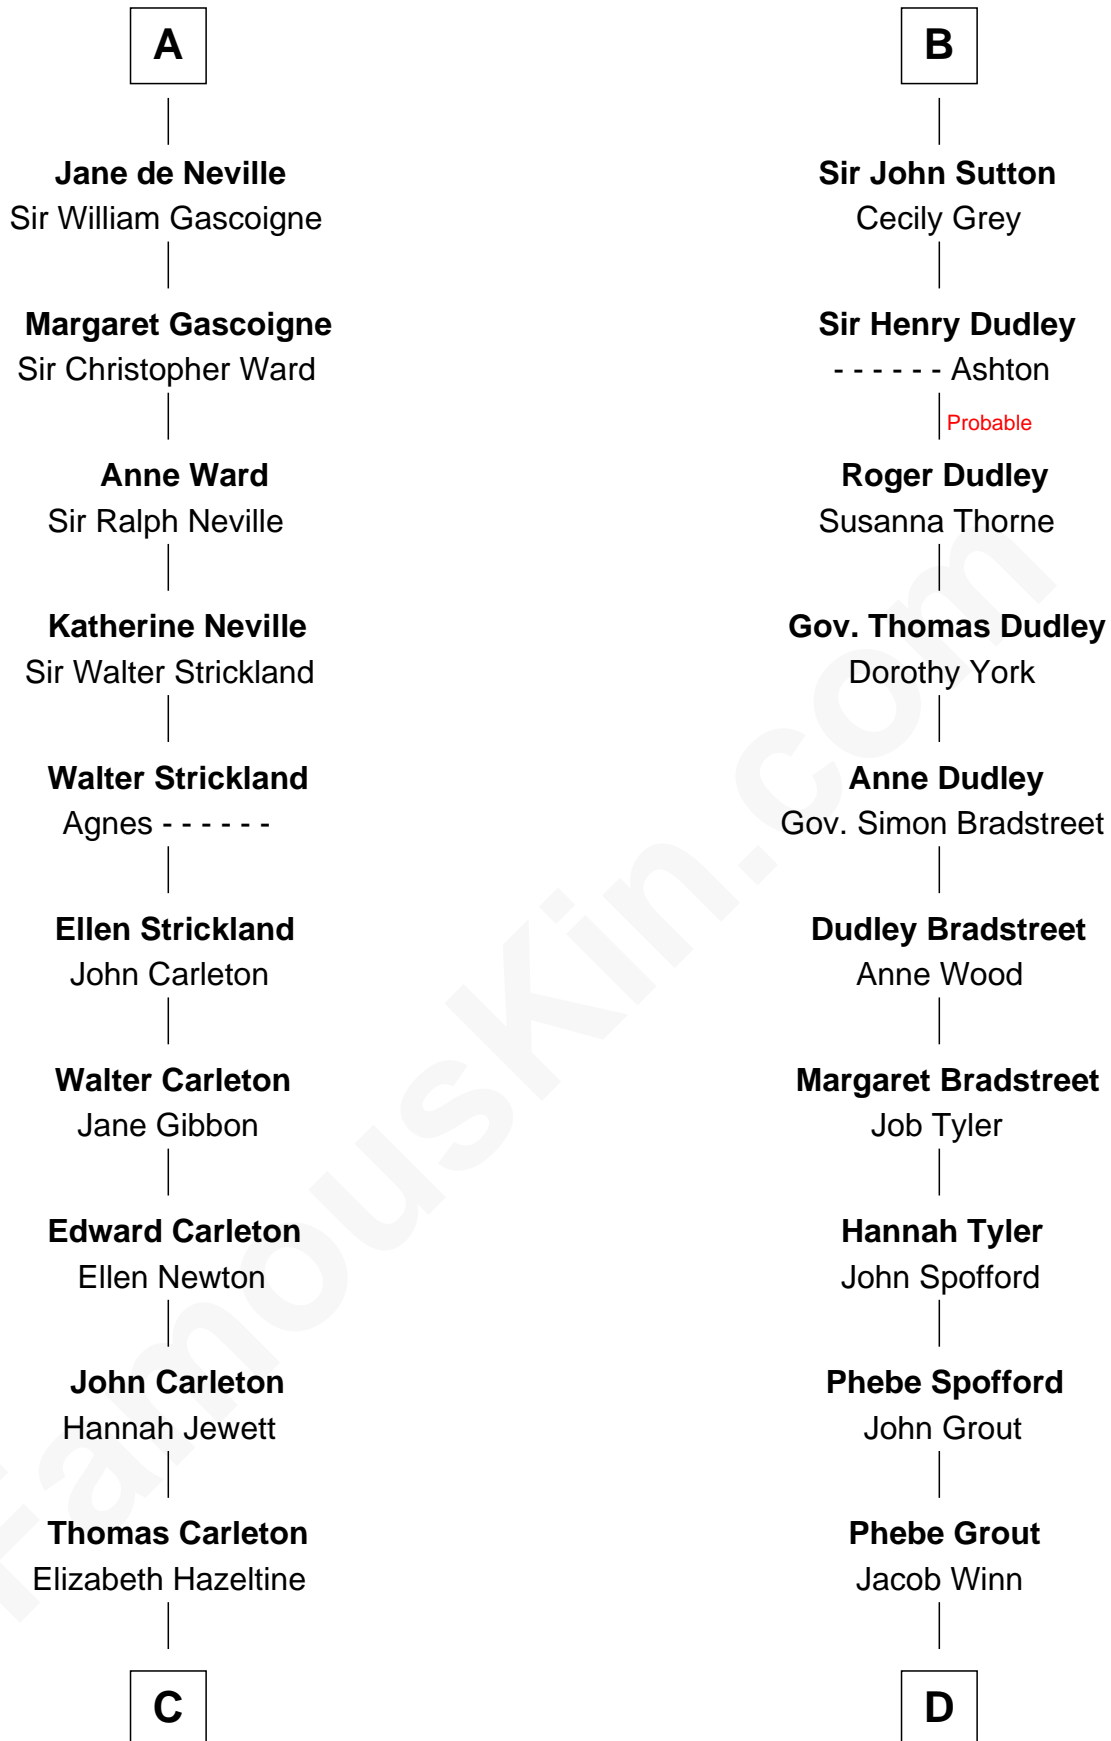 A
Jane de Neville
Sir William Gascoigne
Margaret Gascoigne
Sir Christopher Ward
Anne Ward
Sir Ralph Neville
Katherine Neville
Sir Walter Strickland
Walter Strickland
Agnes - - - - - -
Ellen Strickland
John Carleton
Walter Carleton
Jane Gibbon
Edward Carleton
Ellen Newton
John Carleton
Hannah Jewett
Thomas Carleton
Elizabeth Hazeltine
C
B
Sir John Sutton
Cecily Grey
Sir Henry Dudley
- - - - - - Ashton
Probable
Roger Dudley
Susanna Thorne
Gov. Thomas Dudley
Dorothy York
Anne Dudley
Gov. Simon Bradstreet
Dudley Bradstreet
Anne Wood
Margaret Bradstreet
Job Tyler
Hannah Tyler
John Spofford
Phebe Spofford
John Grout
Phebe Grout
Jacob Winn
D
FamousKin.com